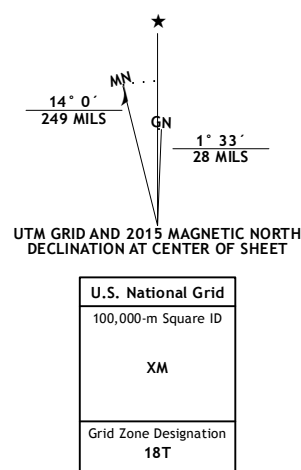 ★
MN
GN
14° 0´
249 MILS
1° 33´
28 MILS
UTM GRID AND 2015 MAGNETIC NORTH
DECLINATION AT CENTER OF SHEET
U.S. National Grid
100,000-m Square ID
XM
Grid Zone Designation
18T